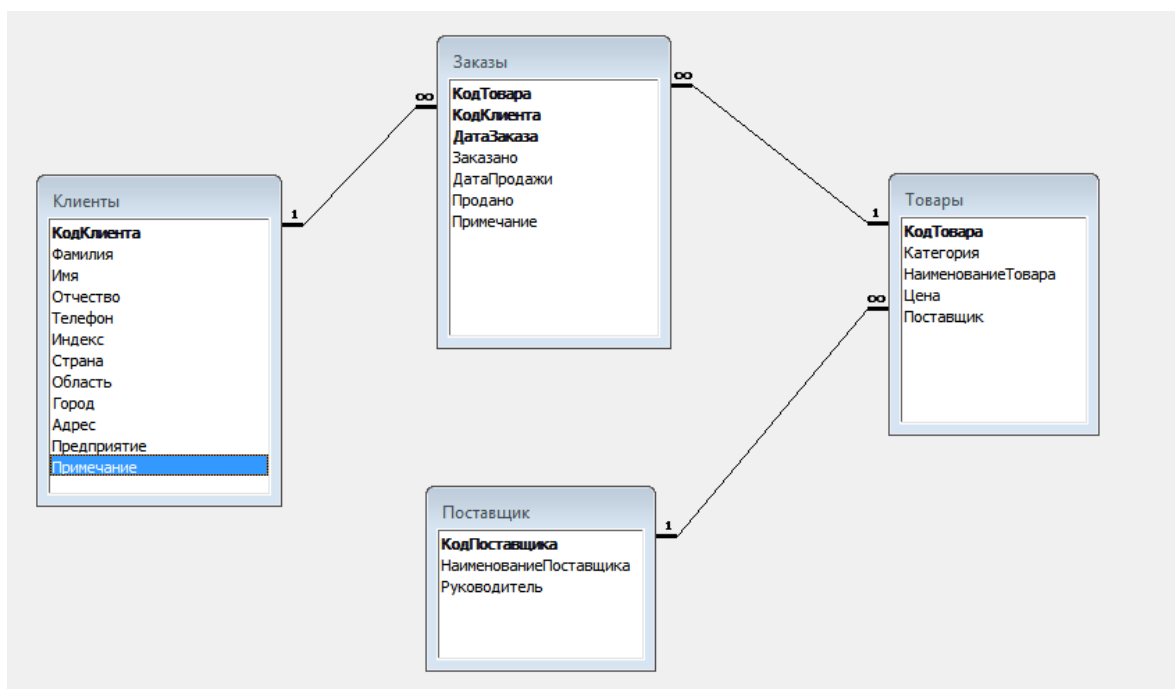 Заказы
КодТовара
КодКлиента
ДатаЗаказа
Заказано
ДатаПродажи
Продано
Примечание
∞
∞
Клиенты
КодКлиента
Фамилия
Имя
Отчество
Телефон
Индекс
Страна
Область
Город
Адрес
Предприятие
Примечание
1
Товары
КодТовара
Категория
НаименованиеТовара
Цена
Поставщик
1
∞
Поставщик
КодПоставщика
НаименованиеПоставщика
Руководитель
1